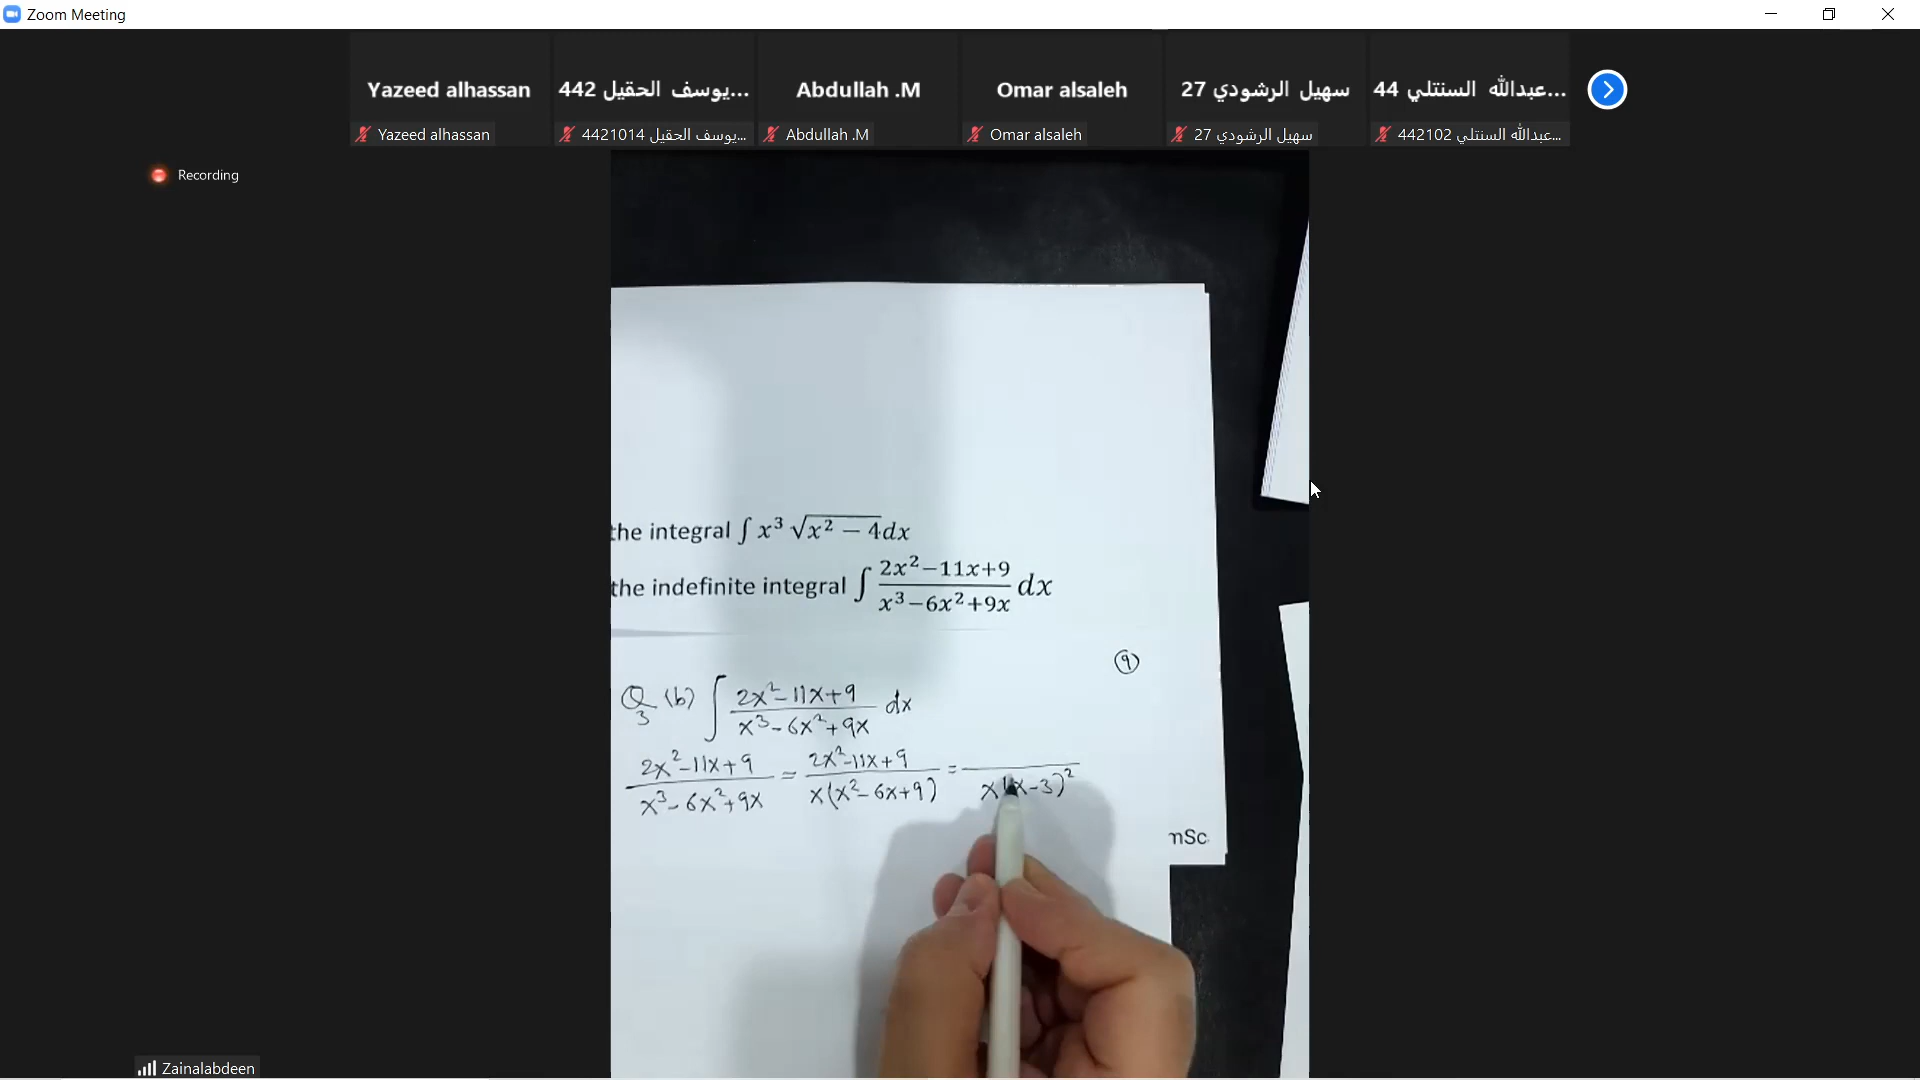 Zoom Meeting
Yazeed alhassan
يوسف الحقيل 442...
Abdullah .M
Omar alsaleh
سهيل الرشودي 27
عبدالله السنتلي 44...
Yazeed alhassan
يوسف الحقيل 4421014...
Abdullah .M
Omar alsaleh
سهيل الرشودي 27
عبدالله السنتلي 442102...
Recording
the integral ∫ x³ √(x² − 4)dx
the indefinite integral ∫ (2x²−11x+9)/(x³−6x²+9x) dx
9
Q3 (b) ∫ (2x²-11x+9)/(x³-6x²+9x) dx
(2x²-11x+9)/(x³-6x²+9x) = (2x²-11x+9)/(x(x²-6x+9)) = /(x(x-3)²)
nSc
Zainalabdeen